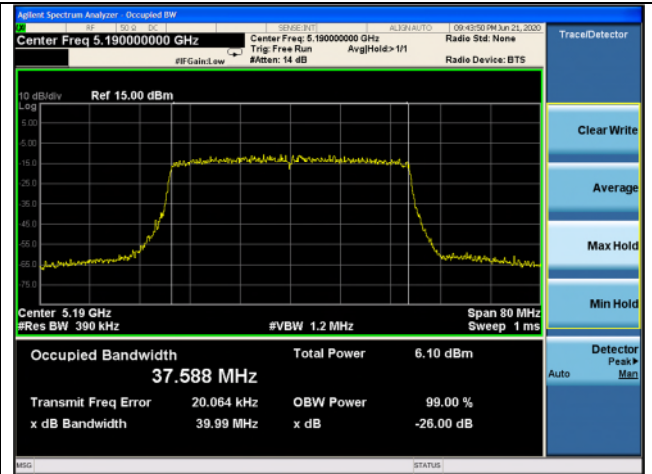 Agilent Spectrum Analyzer - Occupied BW
RF 50 Ω DC SENSE:INT ALIGN AUTO 09:43:50 PM Jun 21, 2020
Center Freq 5.190000000 GHz
Center Freq: 5.190000000 GHz
Radio Std: None
Trig: Free Run Avg|Hold:>1/1
#IFGain:Low #Atten: 14 dB Radio Device: BTS
Trace/Detector
10 dB/div Ref 15.00 dBm
Log
5.00
-5.00
-15.0
-25.0
-35.0
-45.0
-55.0
-65.0
-75.0
Center 5.19 GHz Span 80 MHz
#Res BW 390 kHz #VBW 1.2 MHz Sweep 1 ms
Occupied Bandwidth Total Power 6.10 dBm
37.588 MHz
Transmit Freq Error 20.064 kHz OBW Power 99.00 %
x dB Bandwidth 39.99 MHz x dB -26.00 dB
Clear Write
Average
Max Hold
Min Hold
Detector
Peak▶
Auto Man
MSG STATUS